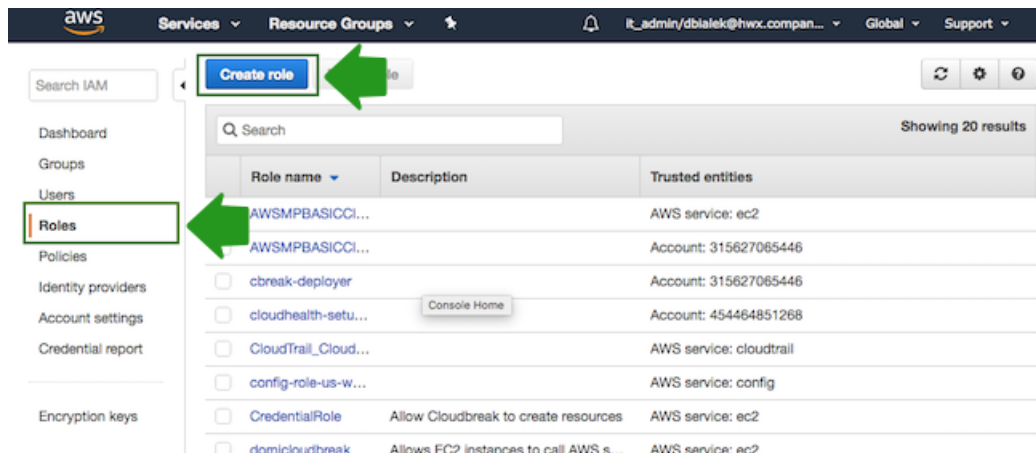 aws Services Resource Groups lt_admin/dbialek@hwx.compan... Global Support
Search IAM
Create role
Dashboard
Groups
Users
Roles
Policies
Identity providers
Account settings
Credential report
Encryption keys
Search
Showing 20 results
Role name Description Trusted entities
AWSMPBASICCl... AWS service: ec2
AWSMPBASICCl... Account: 315627065446
cbreak-deployer Account: 315627065446
Console Home
cloudhealth-setu... Account: 454464851268
CloudTrail_Cloud... AWS service: cloudtrail
config-role-us-w... AWS service: config
CredentialRole Allow Cloudbreak to create resources AWS service: ec2
domicloudbreak Allows EC2 instances to call AWS s... AWS service: ec2